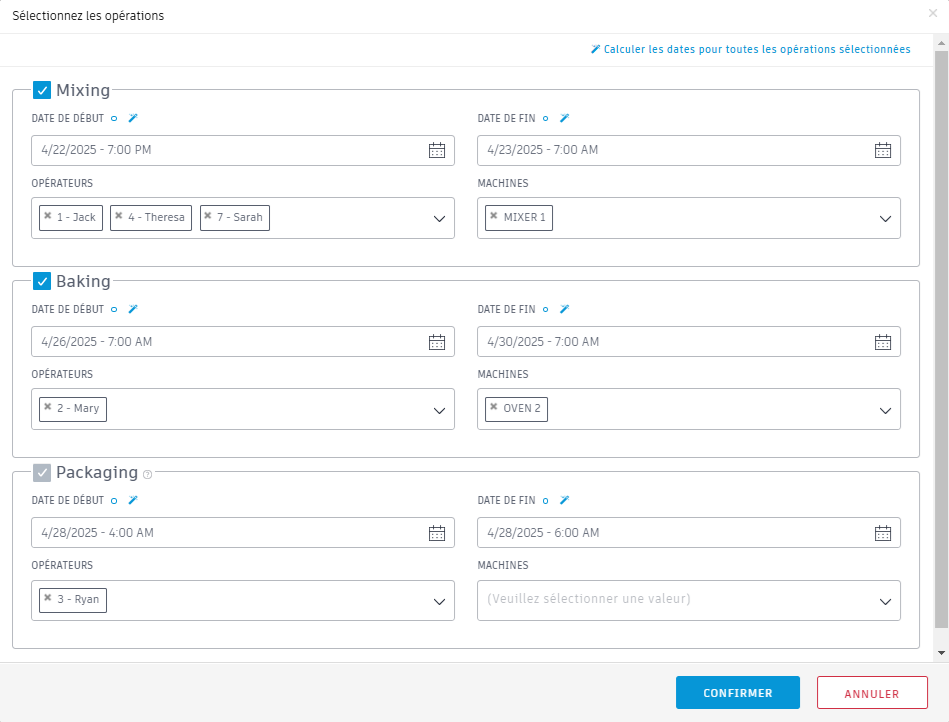 Sélectionnez les opérations
Calculer les dates pour toutes les opérations sélectionnées
Mixing
DATE DE DÉBUT DATE DE FIN
4/22/2025 - 7:00 PM 4/23/2025 - 7:00 AM
OPÉRATEURS MACHINES
1 - Jack 4 - Theresa 7 - Sarah MIXER 1
Baking
DATE DE DÉBUT DATE DE FIN
4/26/2025 - 7:00 AM 4/30/2025 - 7:00 AM
OPÉRATEURS MACHINES
2 - Mary OVEN 2
Packaging ?
DATE DE DÉBUT DATE DE FIN
4/28/2025 - 4:00 AM 4/28/2025 - 6:00 AM
OPÉRATEURS MACHINES
3 - Ryan (Veuillez sélectionner une valeur)
CONFIRMER ANNULER